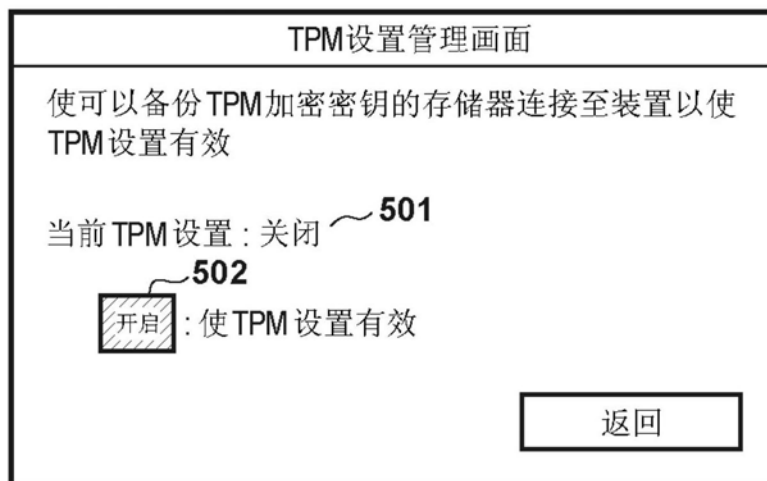 TPM设置管理画面
使可以备份TPM加密密钥的存储器连接至装置以使
TPM设置有效
当前TPM设置:关闭 501
502
开启:使TPM设置有效
返回